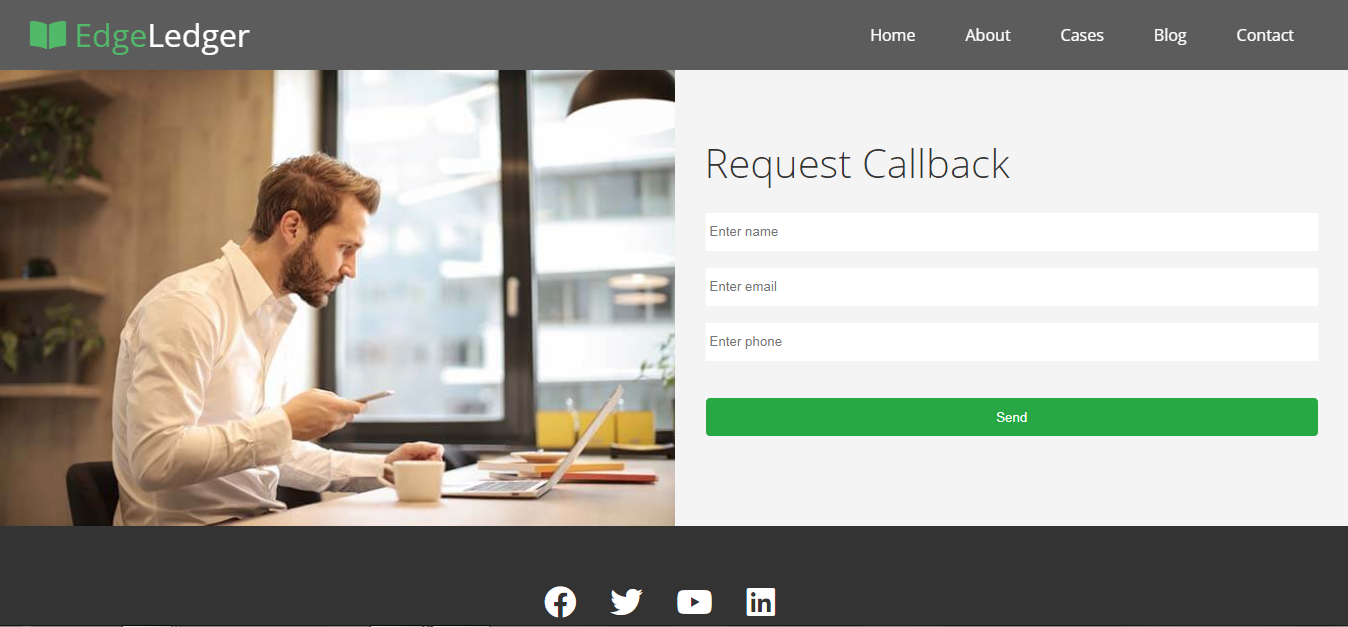 EdgeLedger
Home About Cases Blog Contact
Request Callback
Enter name
Enter email
Enter phone
Send